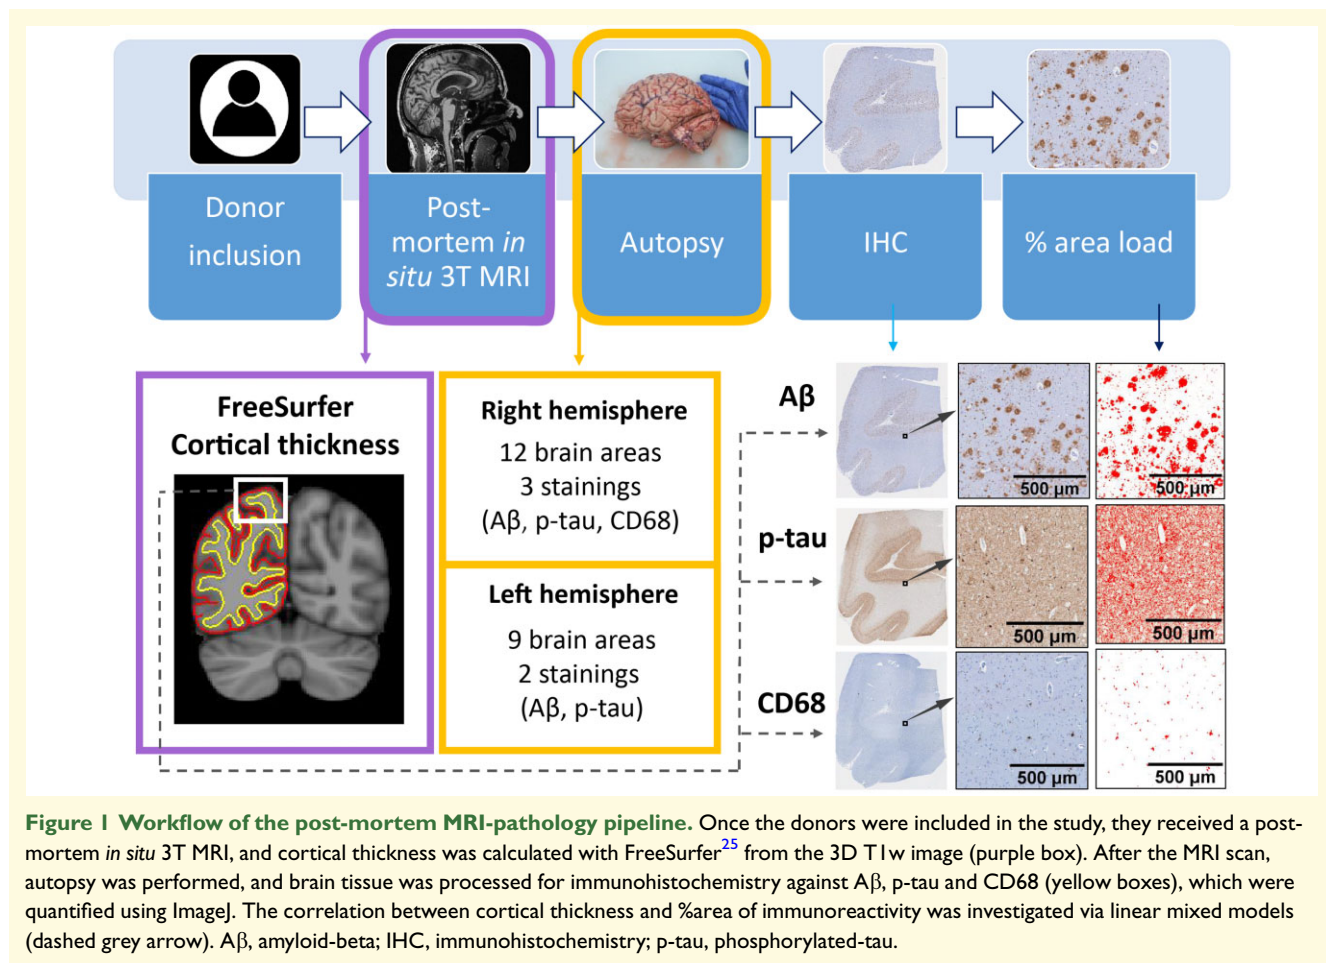 Donor
inclusion
Post-
mortem in
situ 3T MRI
Autopsy
IHC
% area load
FreeSurfer
Cortical thickness
Right hemisphere
12 brain areas
3 stainings
(Aβ, p-tau, CD68)
Left hemisphere
9 brain areas
2 stainings
(Aβ, p-tau)
Aβ
500 µm
500 µm
p-tau
500 µm
500 µm
CD68
500 µm
500 µm
Figure 1 Workflow of the post-mortem MRI-pathology pipeline. Once the donors were included in the study, they received a post-
mortem in situ 3T MRI, and cortical thickness was calculated with FreeSurfer25 from the 3D T1w image (purple box). After the MRI scan,
autopsy was performed, and brain tissue was processed for immunohistochemistry against Aβ, p-tau and CD68 (yellow boxes), which were
quantified using ImageJ. The correlation between cortical thickness and %area of immunoreactivity was investigated via linear mixed models
(dashed grey arrow). Aβ, amyloid-beta; IHC, immunohistochemistry; p-tau, phosphorylated-tau.